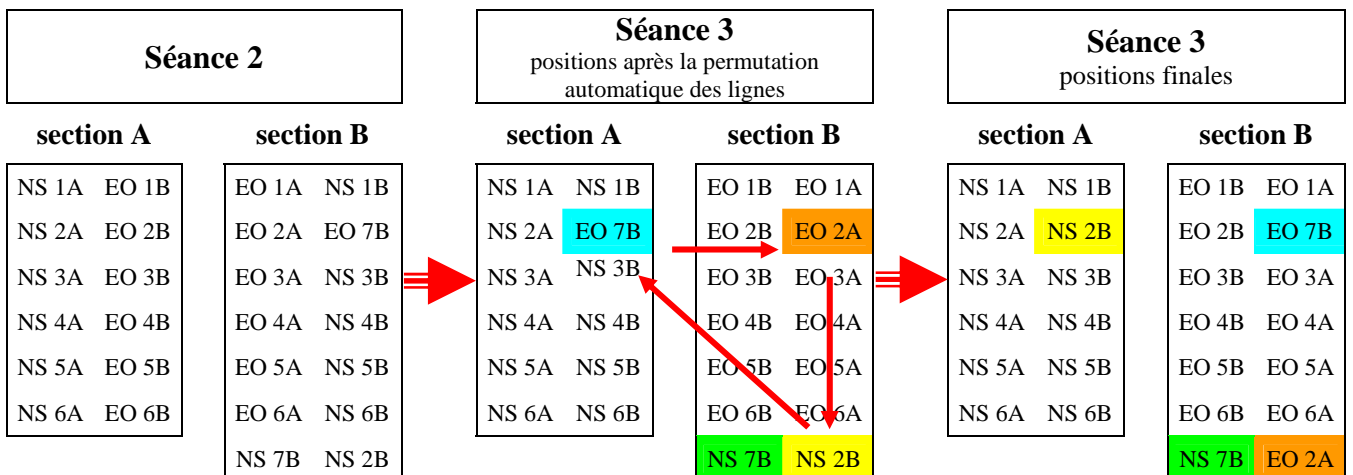 Séance 2
section A section B
NS 1A EO 1B EO 1A NS 1B
NS 2A EO 2B EO 2A EO 7B
NS 3A EO 3B EO 3A NS 3B
NS 4A EO 4B EO 4A NS 4B
NS 5A EO 5B EO 5A NS 5B
NS 6A EO 6B EO 6A NS 6B
NS 7B NS 2B
Séance 3
positions après la permutation
automatique des lignes
section A section B
NS 1A NS 1B EO 1B EO 1A
NS 2A EO 7B EO 2B EO 2A
NS 3A NS 3B EO 3B EO 3A
NS 4A NS 4B EO 4B EO 4A
NS 5A NS 5B EO 5B EO 5A
NS 6A NS 6B EO 6B EO 6A
NS 7B NS 2B
Séance 3
positions finales
section A section B
NS 1A NS 1B EO 1B EO 1A
NS 2A NS 2B EO 2B EO 7B
NS 3A NS 3B EO 3B EO 3A
NS 4A NS 4B EO 4B EO 4A
NS 5A NS 5B EO 5B EO 5A
NS 6A NS 6B EO 6B EO 6A
NS 7B EO 2A